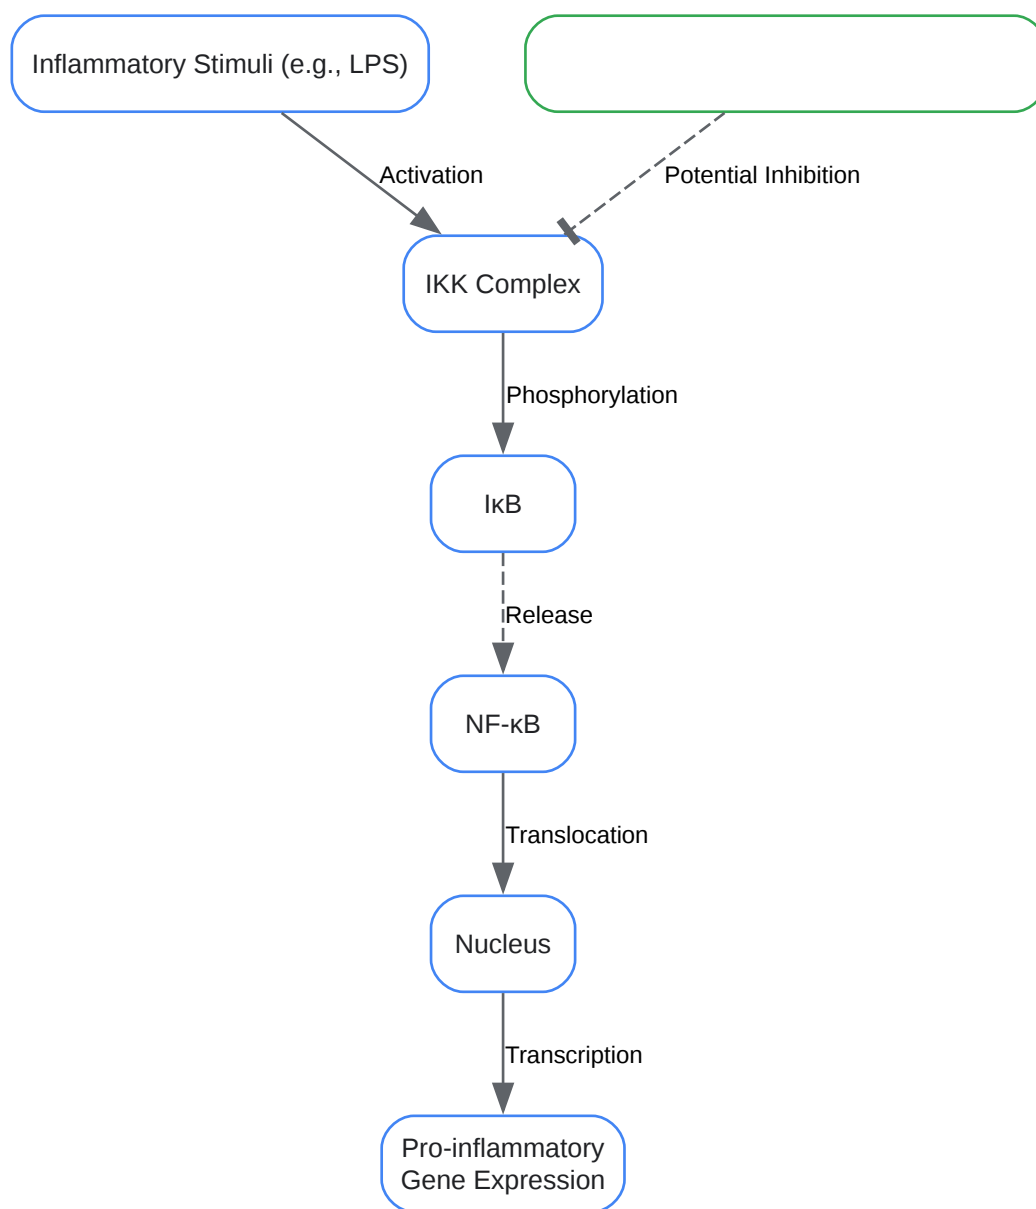 Inflammatory Stimuli (e.g., LPS)
Activation
Potential Inhibition
IKK Complex
Phosphorylation
IκB
Release
NF-κB
Translocation
Nucleus
Transcription
Pro-inflammatory
Gene Expression